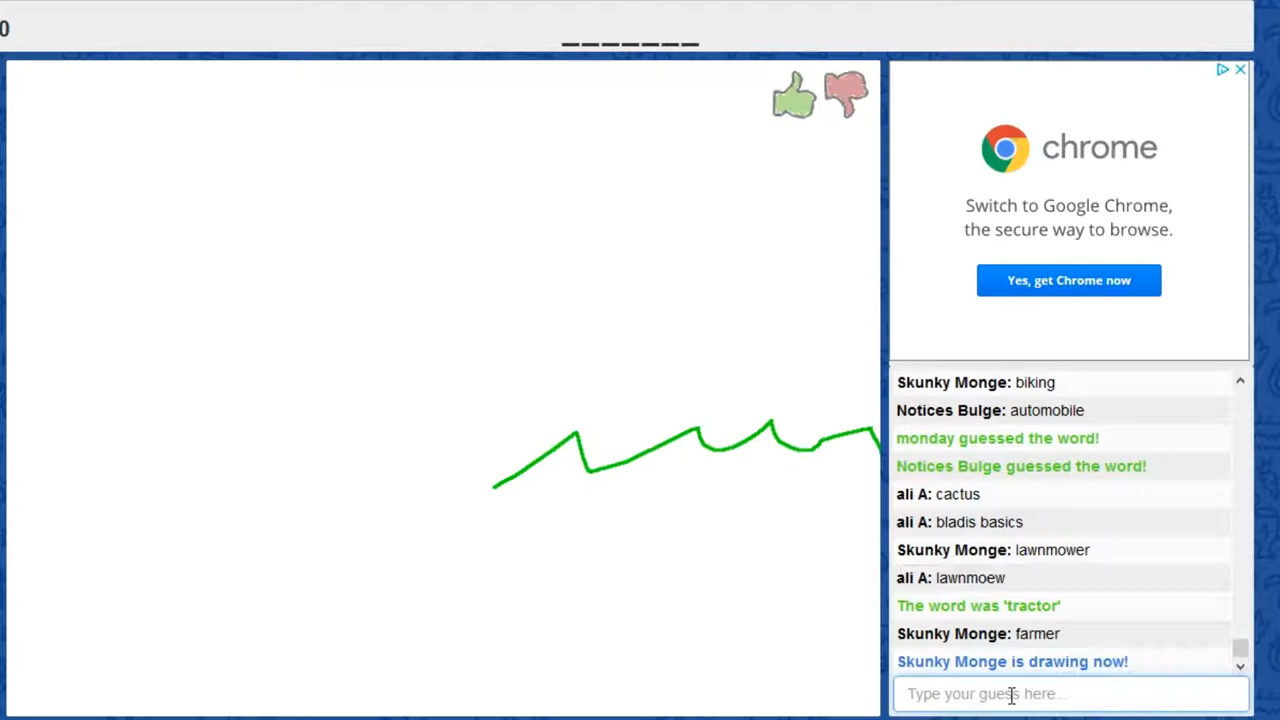 0
_______
chrome
Switch to Google Chrome,
the secure way to browse.
Yes, get Chrome now
Skunky Monge: biking
Notices Bulge: automobile
monday guessed the word!
Notices Bulge guessed the word!
ali A: cactus
ali A: bladis basics
Skunky Monge: lawnmower
ali A: lawnmoew
The word was 'tractor'
Skunky Monge: farmer
Skunky Monge is drawing now!
Type your guess here...